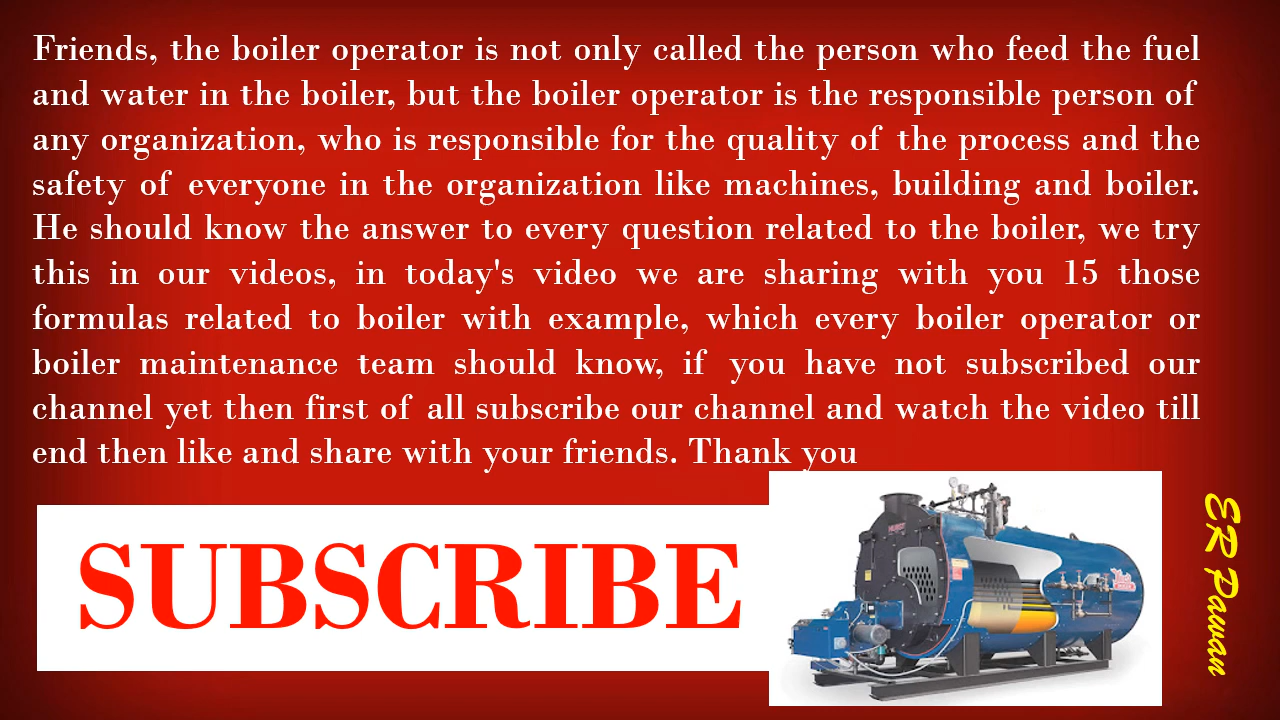 Friends, the boiler operator is not only called the person who feed the fuel
and water in the boiler, but the boiler operator is the responsible person of
any organization, who is responsible for the quality of the process and the
safety of everyone in the organization like machines, building and boiler.
He should know the answer to every question related to the boiler, we try
this in our videos, in today's video we are sharing with you 15 those
formulas related to boiler with example, which every boiler operator or
boiler maintenance team should know, if you have not subscribed our
channel yet then first of all subscribe our channel and watch the video till
end then like and share with your friends. Thank you
SUBSCRIBE
ER Pawan